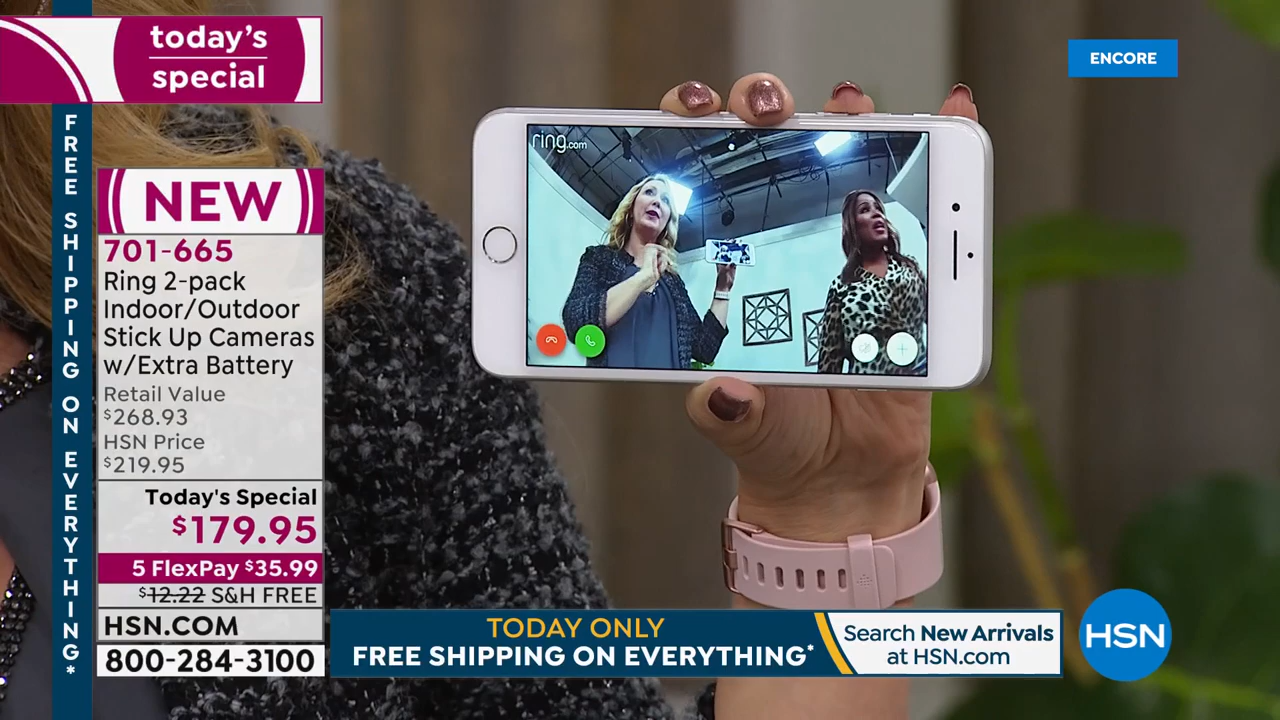 today's
special
ENCORE
FREE SHIPPING ON EVERYTHING*
NEW
701-665
Ring 2-pack
Indoor/Outdoor
Stick Up Cameras
w/Extra Battery
Retail Value
$268.93
HSN Price
$219.95
Today's Special
$179.95
5 FlexPay $35.99
$12.22 S&H FREE
HSN.COM
800-284-3100
ring.com
TODAY ONLY
FREE SHIPPING ON EVERYTHING*
Search New Arrivals
at HSN.com
HSN